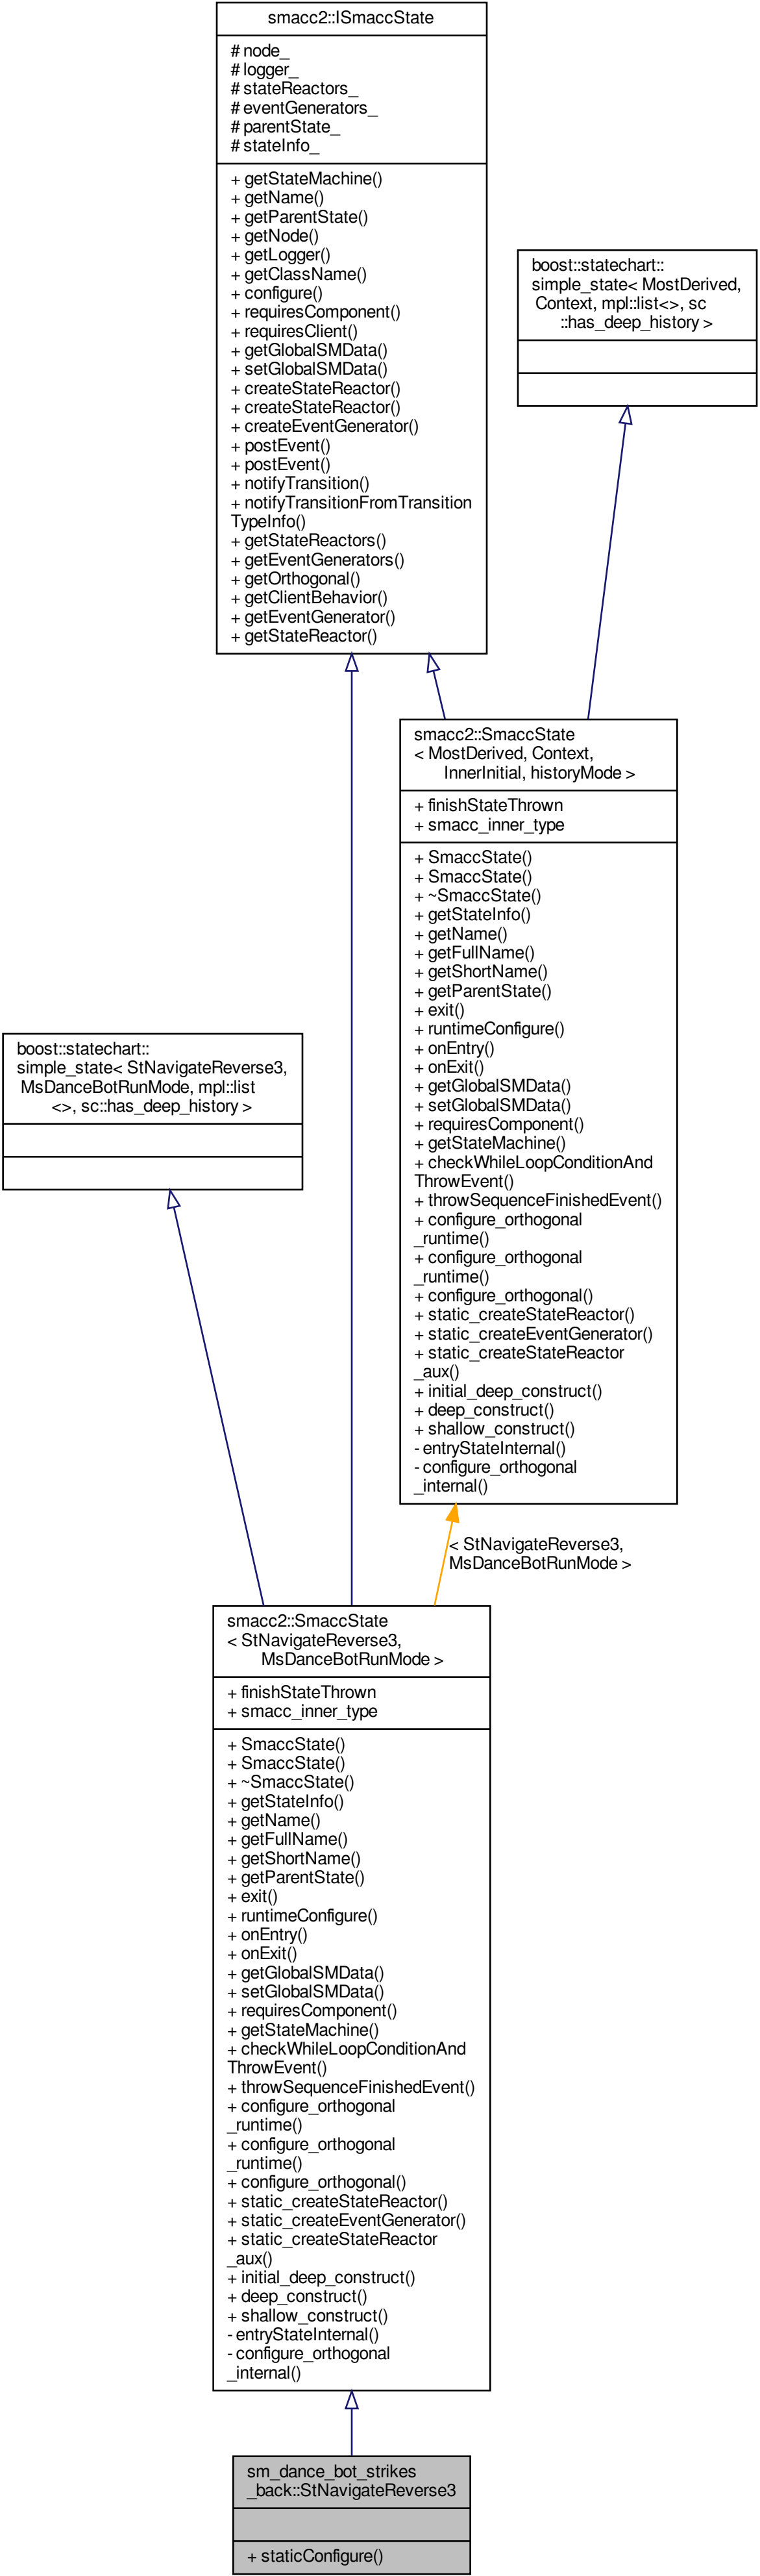 smacc2::ISmaccState
# node_
# logger_
# stateReactors_
# eventGenerators_
# parentState_
# stateInfo_
+ getStateMachine()
+ getName()
+ getParentState()
+ getNode()
+ getLogger()
+ getClassName()
+ configure()
+ requiresComponent()
+ requiresClient()
+ getGlobalSMData()
+ setGlobalSMData()
+ createStateReactor()
+ createStateReactor()
+ createEventGenerator()
+ postEvent()
+ postEvent()
+ notifyTransition()
+ notifyTransitionFromTransition
TypeInfo()
+ getStateReactors()
+ getEventGenerators()
+ getOrthogonal()
+ getClientBehavior()
+ getEventGenerator()
+ getStateReactor()
boost::statechart::
simple_state< MostDerived,
Context, mpl::list<>, sc
::has_deep_history >
smacc2::SmaccState
< MostDerived, Context,
InnerInitial, historyMode >
+ finishStateThrown
+ smacc_inner_type
+ SmaccState()
+ SmaccState()
+ ~SmaccState()
+ getStateInfo()
+ getName()
+ getFullName()
+ getShortName()
+ getParentState()
+ exit()
+ runtimeConfigure()
+ onEntry()
+ onExit()
+ getGlobalSMData()
+ setGlobalSMData()
+ requiresComponent()
+ getStateMachine()
+ checkWhileLoopConditionAnd
ThrowEvent()
+ throwSequenceFinishedEvent()
+ configure_orthogonal
_runtime()
+ configure_orthogonal
_runtime()
+ configure_orthogonal()
+ static_createStateReactor()
+ static_createEventGenerator()
+ static_createStateReactor
_aux()
+ initial_deep_construct()
+ deep_construct()
+ shallow_construct()
- entryStateInternal()
- configure_orthogonal
_internal()
boost::statechart::
simple_state< StNavigateReverse3,
MsDanceBotRunMode, mpl::list
<>, sc::has_deep_history >
< StNavigateReverse3,
MsDanceBotRunMode >
smacc2::SmaccState
< StNavigateReverse3,
MsDanceBotRunMode >
+ finishStateThrown
+ smacc_inner_type
+ SmaccState()
+ SmaccState()
+ ~SmaccState()
+ getStateInfo()
+ getName()
+ getFullName()
+ getShortName()
+ getParentState()
+ exit()
+ runtimeConfigure()
+ onEntry()
+ onExit()
+ getGlobalSMData()
+ setGlobalSMData()
+ requiresComponent()
+ getStateMachine()
+ checkWhileLoopConditionAnd
ThrowEvent()
+ throwSequenceFinishedEvent()
+ configure_orthogonal
_runtime()
+ configure_orthogonal
_runtime()
+ configure_orthogonal()
+ static_createStateReactor()
+ static_createEventGenerator()
+ static_createStateReactor
_aux()
+ initial_deep_construct()
+ deep_construct()
+ shallow_construct()
- entryStateInternal()
- configure_orthogonal
_internal()
sm_dance_bot_strikes
_back::StNavigateReverse3
+ staticConfigure()